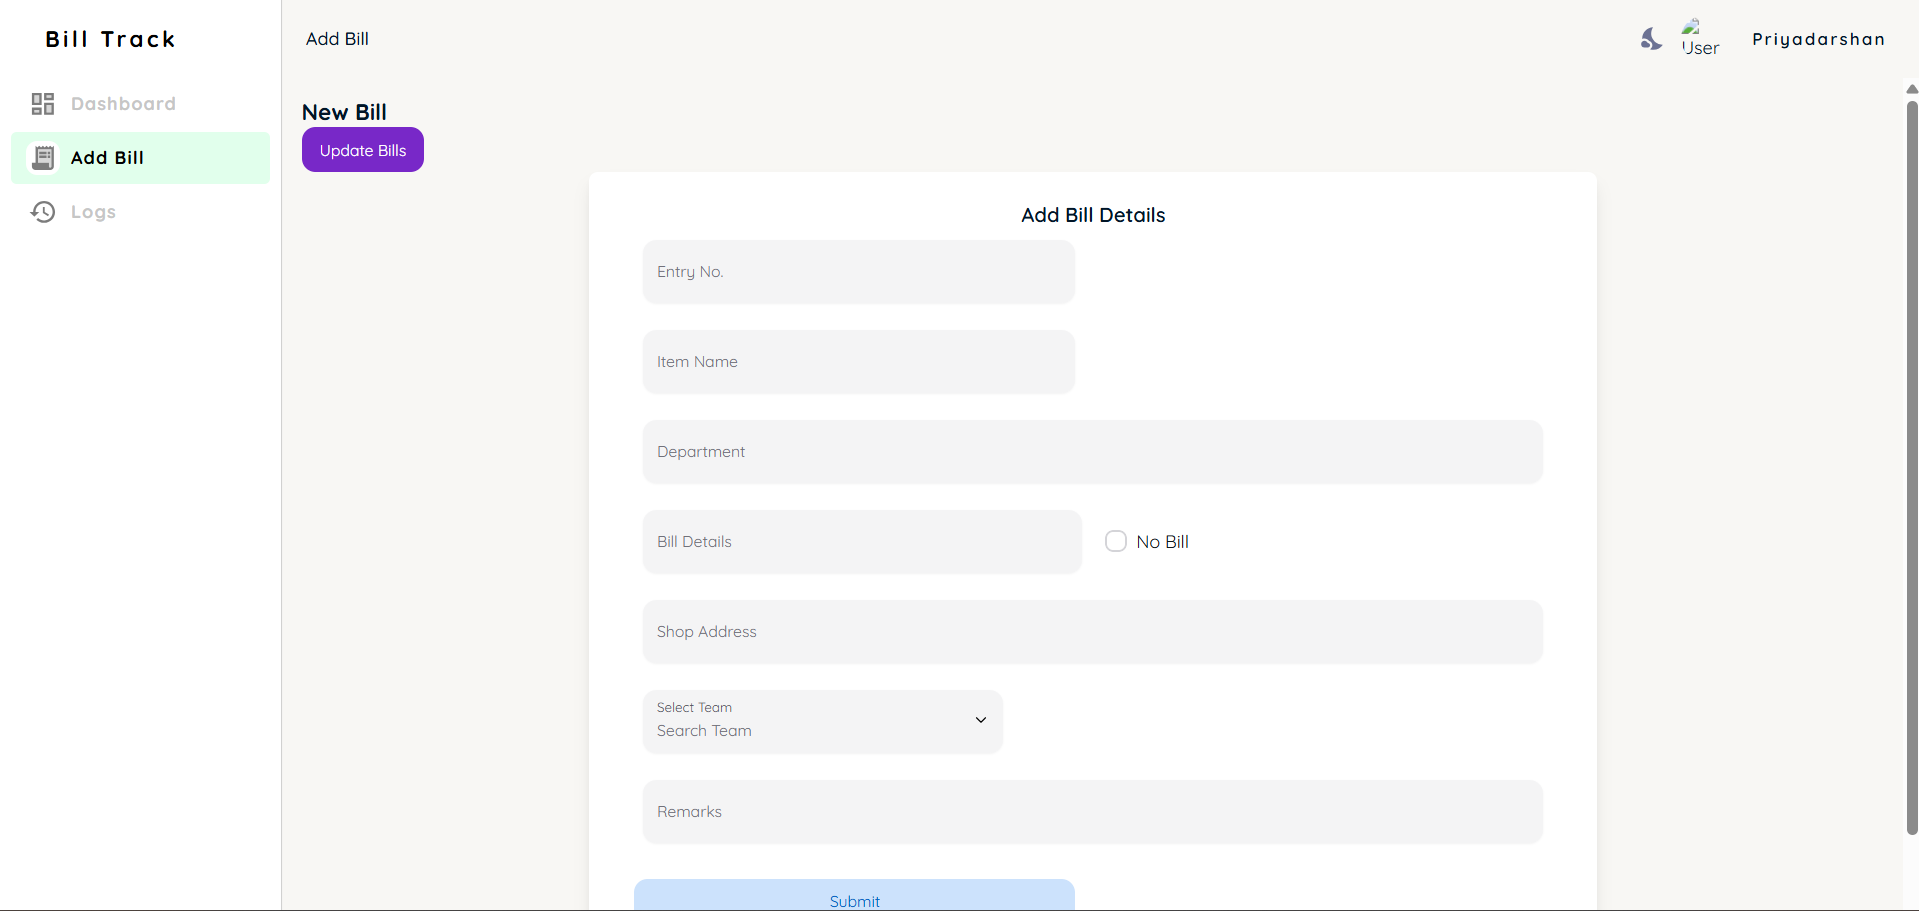 Bill Track
Dashboard
Add Bill
Logs
Add Bill
User
Priyadarshan
New Bill
Update Bills
Add Bill Details
Entry No.
Item Name
Department
Bill Details
No Bill
Shop Address
Select Team
Search Team
Remarks
Submit